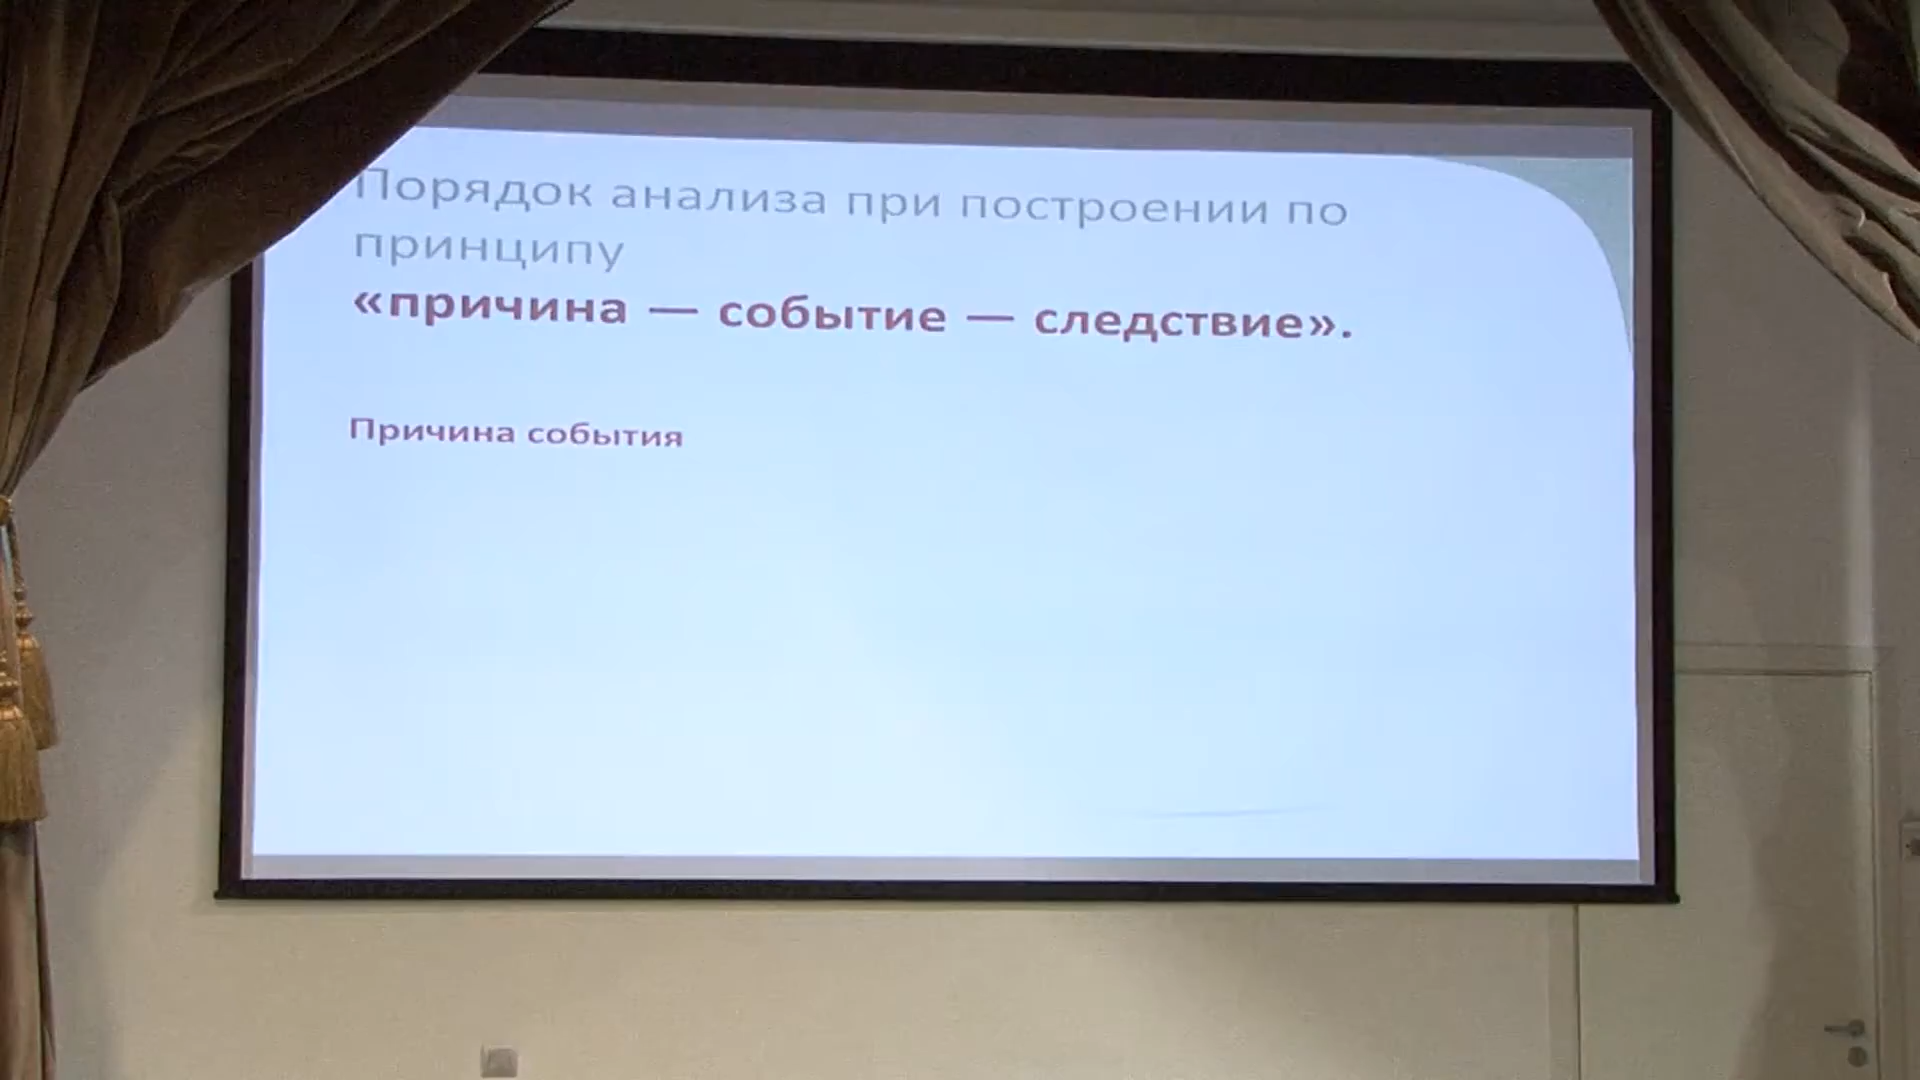 Порядок анализа при построении по
принципу
«причина — событие — следствие».
Причина события